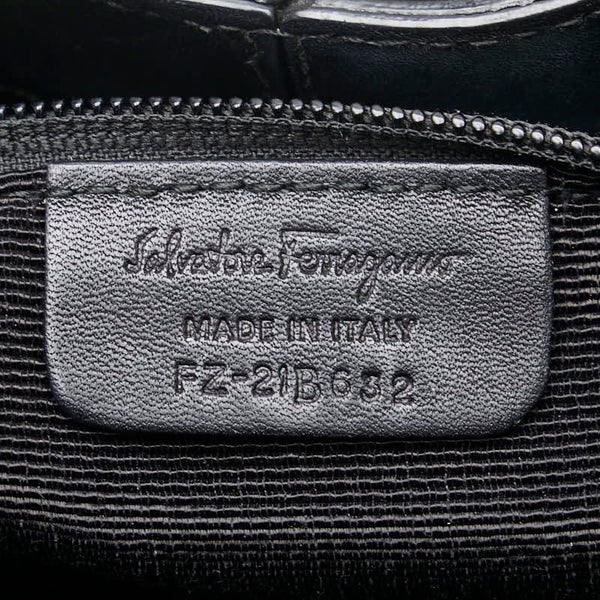 Salvatore Ferragamo
MADE IN ITALY
FZ-21B632